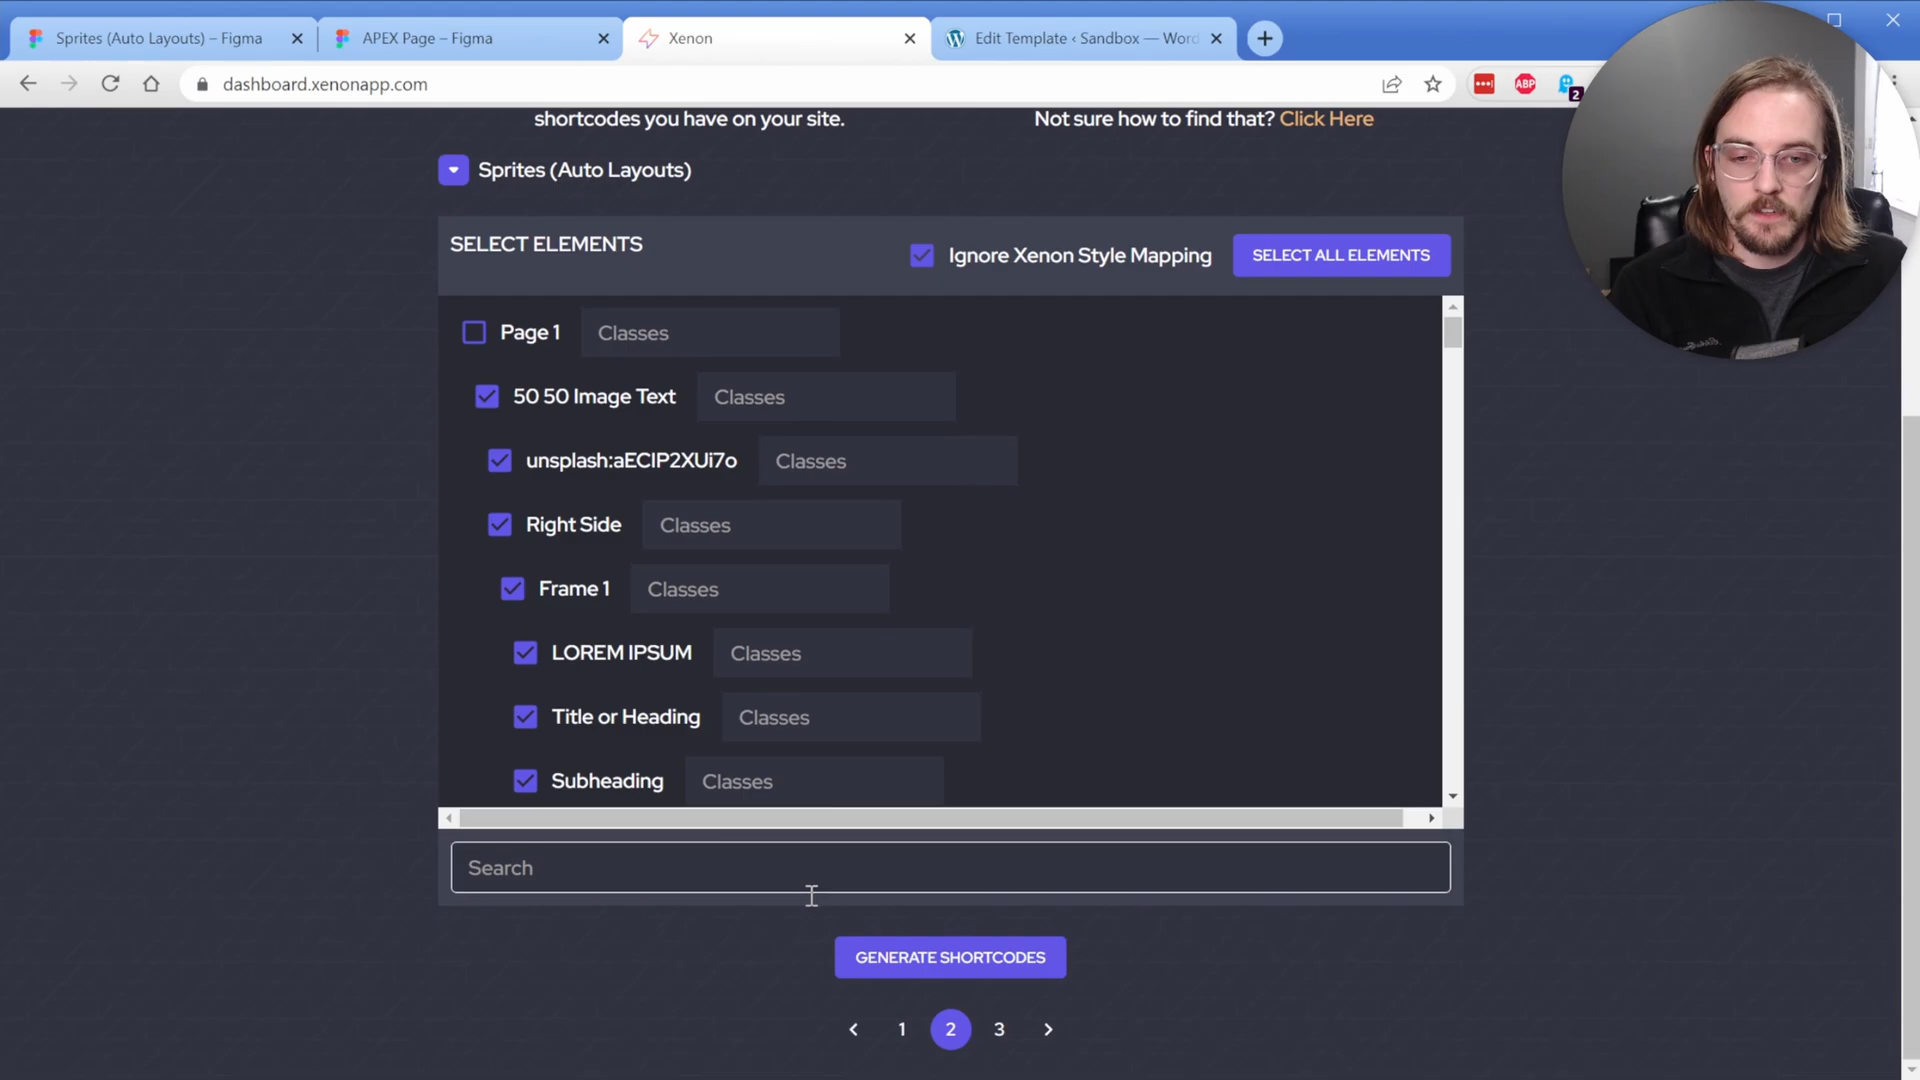 Sprites (Auto Layouts) – Figma
APEX Page – Figma
Xenon
Edit Template ‹ Sandbox — Word
dashboard.xenonapp.com
ABP
2
shortcodes you have on your site.
Not sure how to find that? Click Here
Sprites (Auto Layouts)
SELECT ELEMENTS
Ignore Xenon Style Mapping
SELECT ALL ELEMENTS
Page 1 Classes
50 50 Image Text Classes
unsplash:aECIP2XUi7o Classes
Right Side Classes
Frame 1 Classes
LOREM IPSUM Classes
Title or Heading Classes
Subheading Classes
Search
GENERATE SHORTCODES
1 2 3